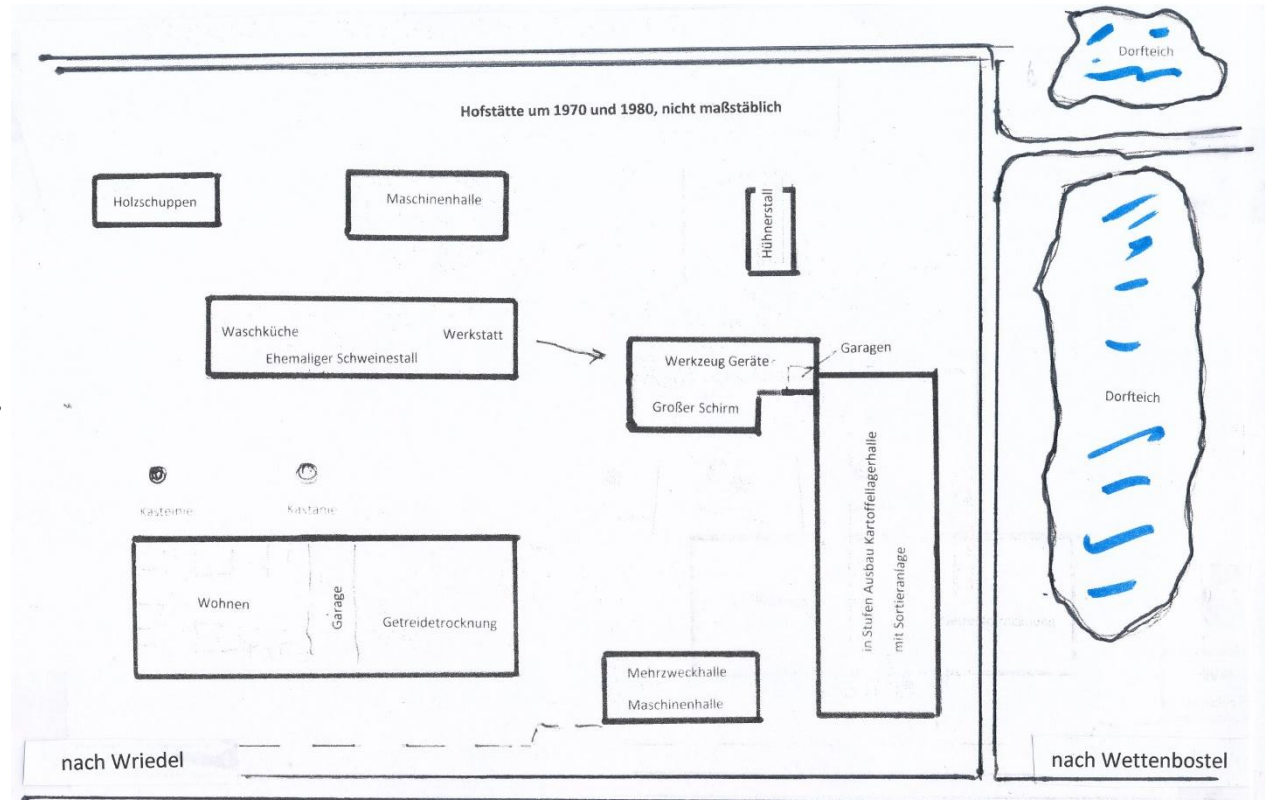 Dorfteich
Hofstätte um 1970 und 1980, nicht maßstäblich
Holzschuppen
Maschinenhalle
Hühnerstall
Waschküche
Werkstatt
Ehemaliger Schweinestall
Werkzeug Geräte
Garagen
Großer Schirm
Dorfteich
in Stufen Ausbau Kartoffellagerhalle
mit Sortieranlage
Kasteinie
Kastanie
Wohnen
Garage
Getreidetrocknung
Mehrzweckhalle
Maschinenhalle
nach Wriedel
nach Wettenbostel